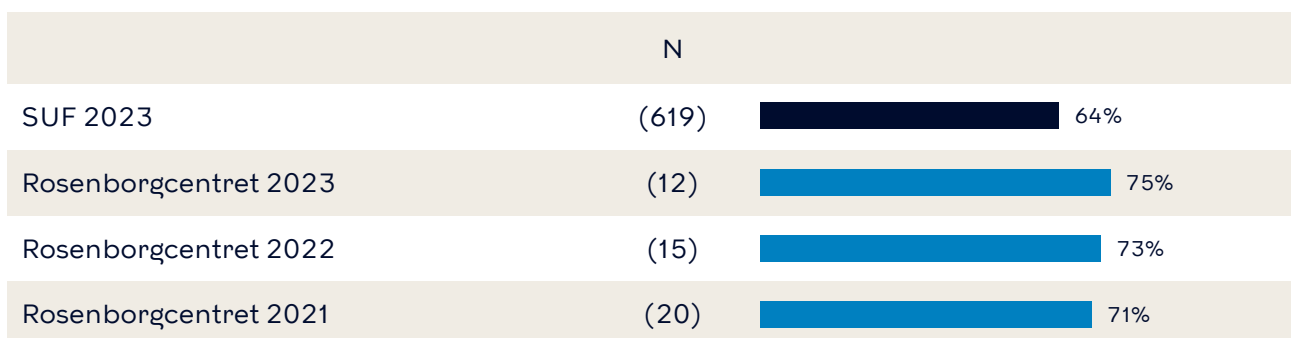 N
SUF 2023 (619) 64%
Rosenborgcentret 2023 (12) 75%
Rosenborgcentret 2022 (15) 73%
Rosenborgcentret 2021 (20) 71%